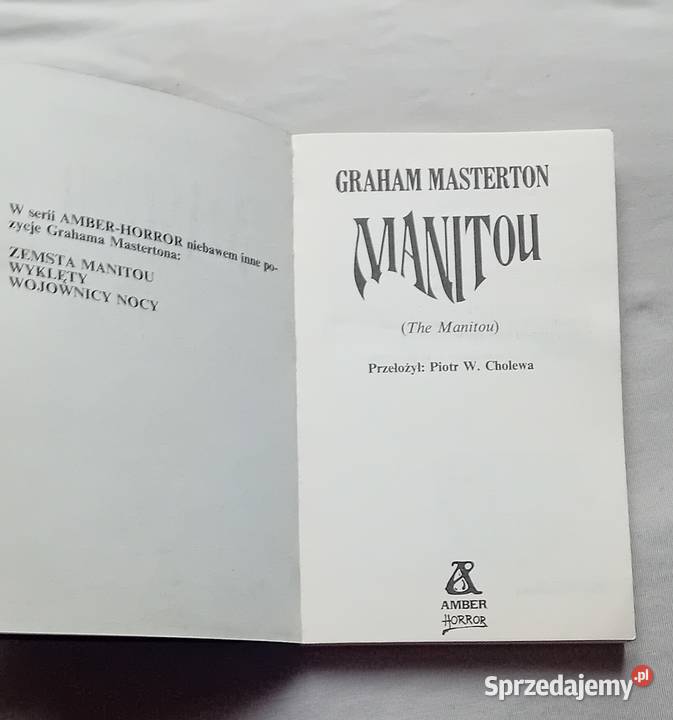 W serii AMBER-HORROR niebawem inne po-
zycje Grahama Mastertona:
ZEMSTA MANITOU
WYKLĘTY
WOJOWNICY NOCY
GRAHAM MASTERTON
MANITOU
(The Manitou)
Przełożył: Piotr W. Cholewa
AMBER
HORROR
Sprzedajemy.pl